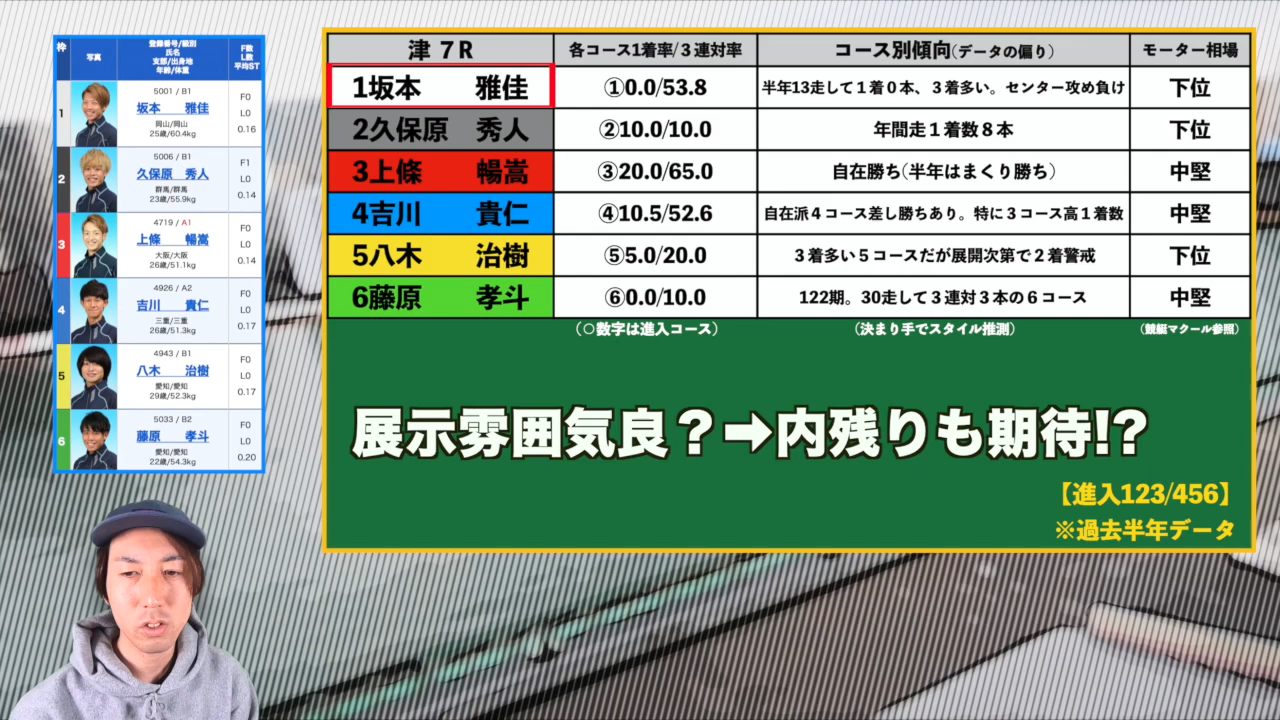 枠
写真
登録番号/級別
氏名
支部/出身地
年齢/体重
F数
L数
平均ST
1
5001 / B1
坂本 雅佳
岡山/岡山
25歳/60.4kg
F0
L0
0.16
2
5006 / B1
久保原 秀人
群馬/群馬
23歳/55.9kg
F1
L0
0.14
3
4719 / A1
上條 暢嵩
大阪/大阪
26歳/51.1kg
F0
L0
0.14
4
4926 / A2
吉川 貴仁
三重/三重
26歳/51.3kg
F0
L0
0.17
5
4943 / B1
八木 治樹
愛知/愛知
29歳/52.3kg
F0
L0
0.17
6
5033 / B2
藤原 孝斗
愛知/愛知
22歳/54.3kg
F0
L0
0.20
津 7R 各コース1着率/3連対率 コース別傾向(データの偏り) モーター相場
1坂本 雅佳 ①0.0/53.8 半年13走して1着0本、3着多い。センター攻め負け 下位
2久保原 秀人 ②10.0/10.0 年間走1着数8本 下位
3上條 暢嵩 ③20.0/65.0 自在勝ち(半年はまくり勝ち) 中堅
4吉川 貴仁 ④10.5/52.6 自在派4コース差し勝ちあり。特に3コース高1着数 中堅
5八木 治樹 ⑤5.0/20.0 3着多い5コースだが展開次第で2着警戒 下位
6藤原 孝斗 ⑥0.0/10.0 122期。30走して3連対3本の6コース 中堅
(○数字は進入コース) (決まり手でスタイル推測) (競艇マクール参照)
展示雰囲気良?➡内残りも期待!?
【進入123/456】
※過去半年データ